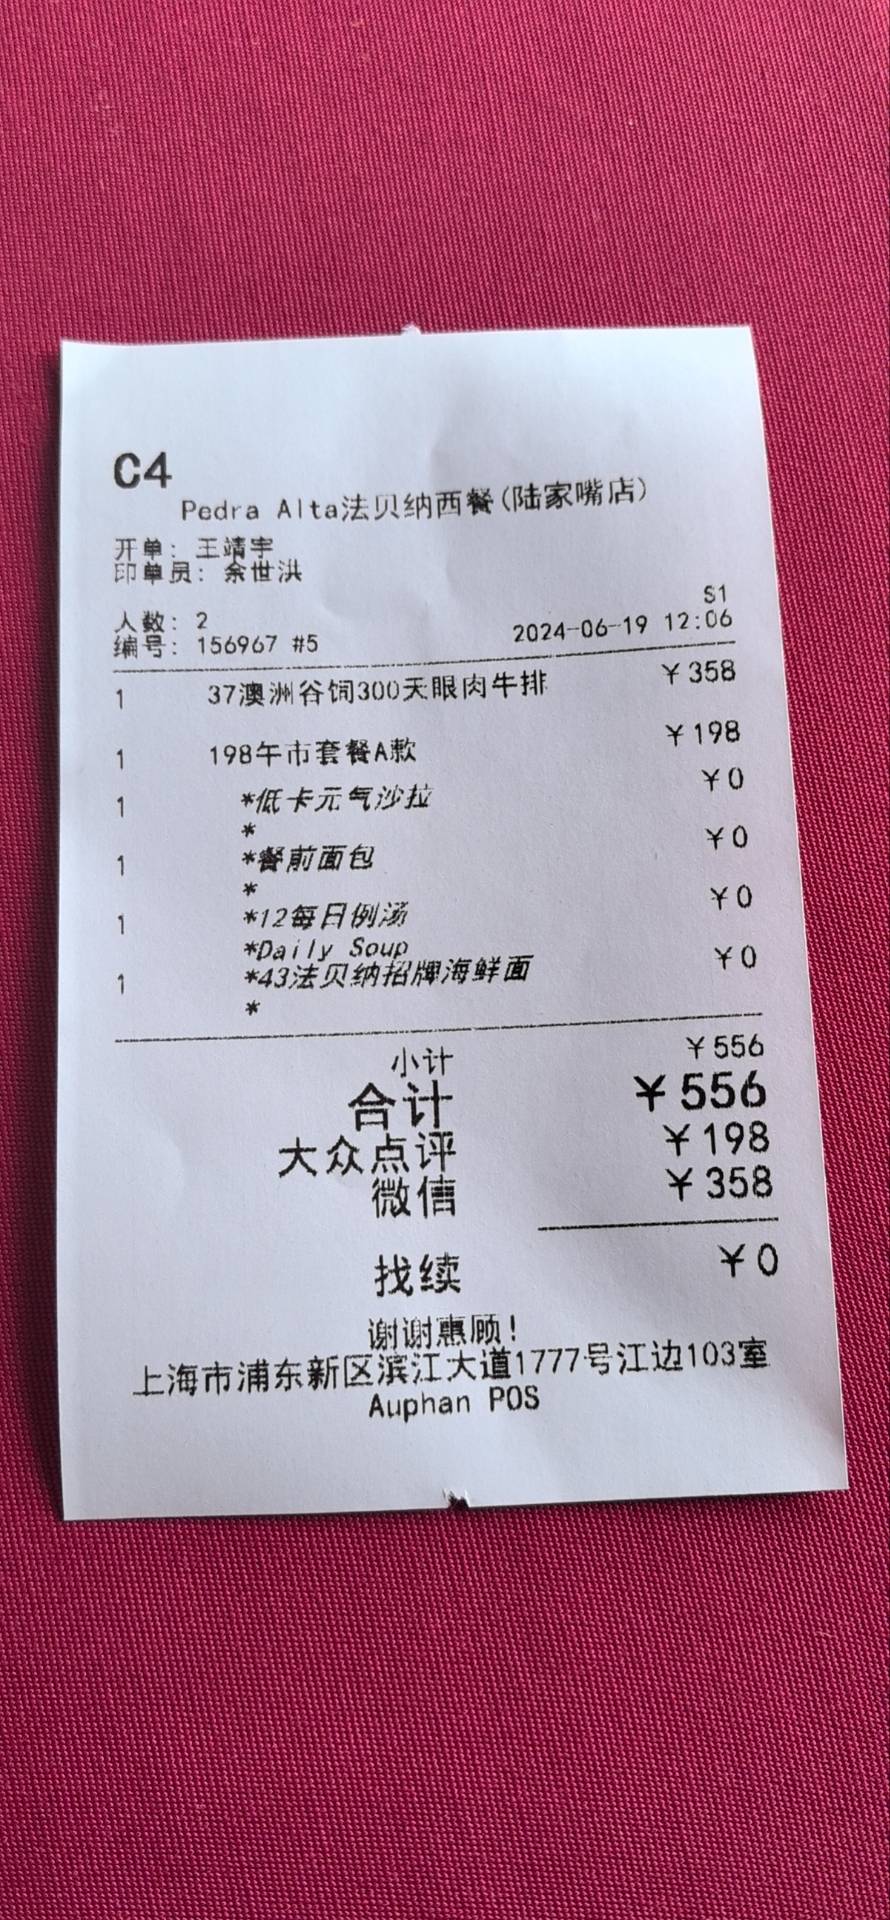 C4
Pedra Alta法贝纳西餐(陆家嘴店)
开单: 王靖宇
印单员: 余世洪
S1
人数: 2
编号: 156967 #5 2024-06-19 12:06
1 37澳洲谷饲300天眼肉牛排 ¥358
1 198午市套餐A款 ¥198
1 *低卡元气沙拉 ¥0
*
1 *餐前面包 ¥0
*
1 *12每日例汤 ¥0
*Daily Soup
1 *43法贝纳招牌海鲜面 ¥0
*
小计 ¥556
合计 ¥556
大众点评 ¥198
微信 ¥358
找续 ¥0
谢谢惠顾!
上海市浦东新区滨江大道1777号江边103室
Auphan POS